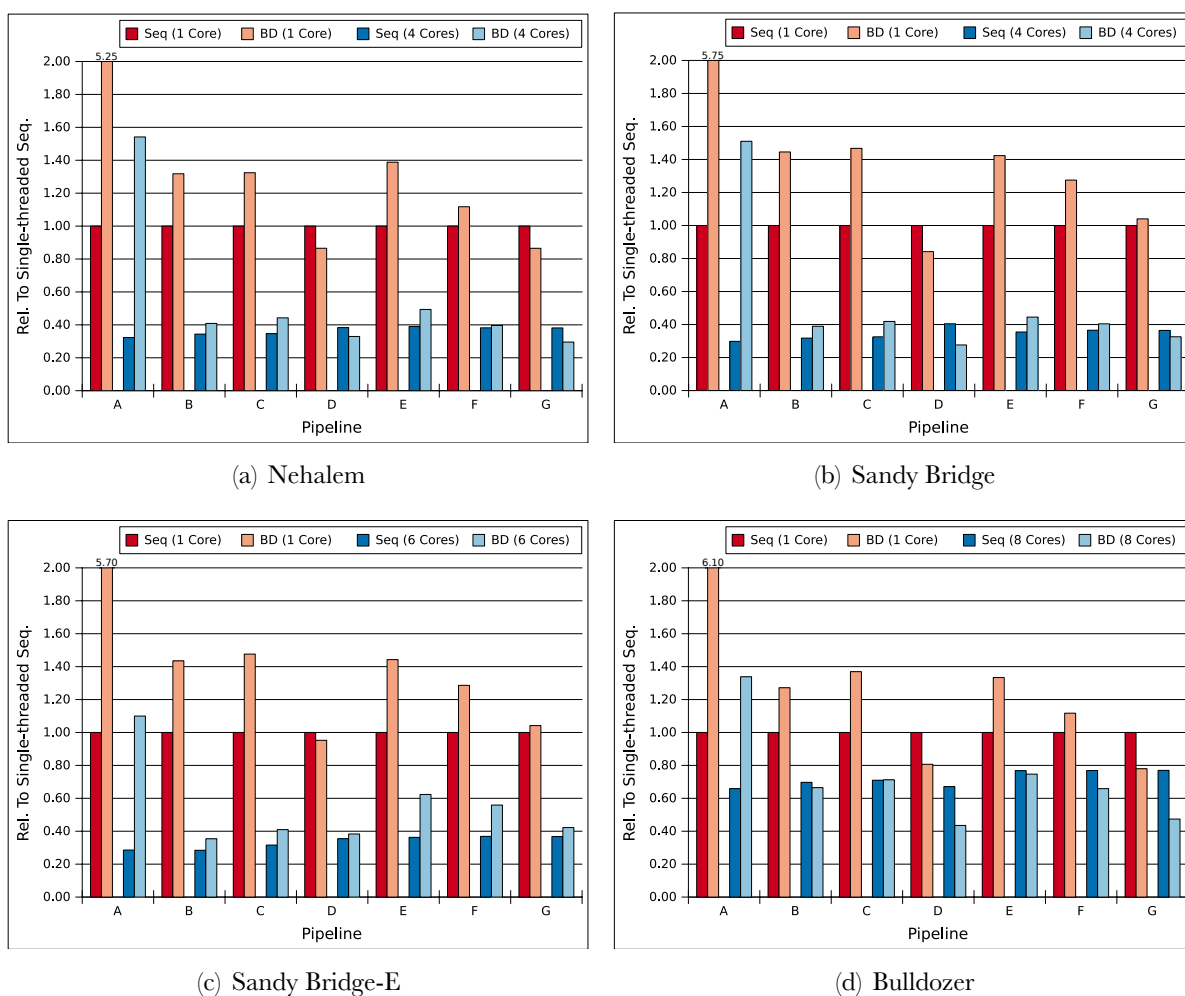 Seq (1 Core) BD (1 Core) Seq (4 Cores) BD (4 Cores)
5.25
2.00
1.80
1.60
1.40
1.20
1.00
0.80
0.60
0.40
0.20
0.00
Rel. To Single-threaded Seq.
A B C D E F G
Pipeline
(a) Nehalem
Seq (1 Core) BD (1 Core) Seq (4 Cores) BD (4 Cores)
5.75
2.00
1.80
1.60
1.40
1.20
1.00
0.80
0.60
0.40
0.20
0.00
Rel. To Single-threaded Seq.
A B C D E F G
Pipeline
(b) Sandy Bridge
Seq (1 Core) BD (1 Core) Seq (6 Cores) BD (6 Cores)
5.70
2.00
1.80
1.60
1.40
1.20
1.00
0.80
0.60
0.40
0.20
0.00
Rel. To Single-threaded Seq.
A B C D E F G
Pipeline
(c) Sandy Bridge-E
Seq (1 Core) BD (1 Core) Seq (8 Cores) BD (8 Cores)
6.10
2.00
1.80
1.60
1.40
1.20
1.00
0.80
0.60
0.40
0.20
0.00
Rel. To Single-threaded Seq.
A B C D E F G
Pipeline
(d) Bulldozer